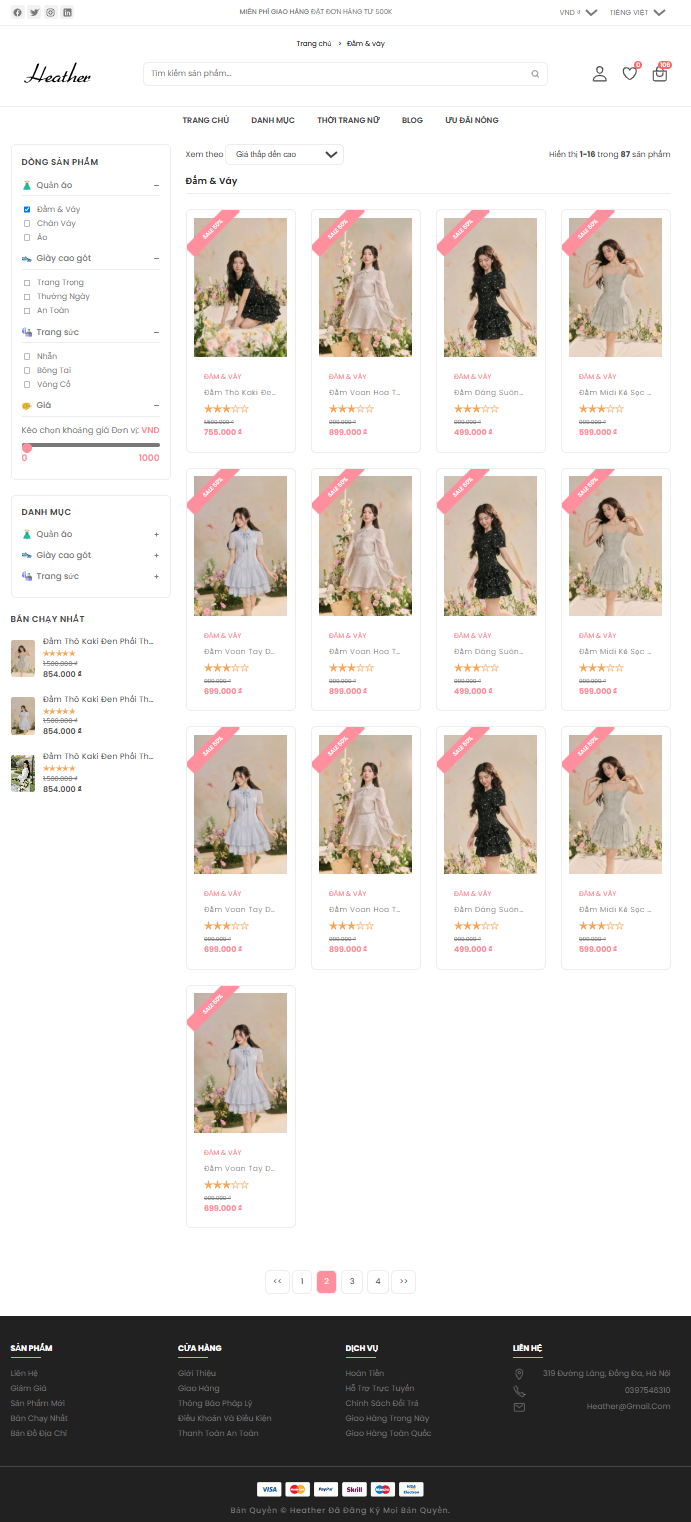 MIỄN PHÍ GIAO HÀNG ĐẶT ĐƠN HÀNG TỪ 500K
VND ₫
TIẾNG VIỆT
Trang chủ > Đầm & váy
Heather
Tìm kiếm sản phẩm...
0
106
TRANG CHỦ
DANH MỤC
THỜI TRANG NỮ
BLOG
ƯU ĐÃI NÓNG
DÒNG SẢN PHẨM
Quần áo −
Đầm & Váy
Chân Váy
Áo
Giày cao gót −
Trang Trọng
Thường Ngày
An Toàn
Trang sức −
Nhẫn
Bông Tai
Vòng Cổ
Giá −
Kéo chọn khoảng giá Đơn vị: VND
0 1000
DANH MỤC
Quần áo +
Giày cao gót +
Trang sức +
BÁN CHẠY NHẤT
Đầm Thô Kaki Đen Phối Th...
1.500.000 ₫
854.000 ₫
Đầm Thô Kaki Đen Phối Th...
1.500.000 ₫
854.000 ₫
Đầm Thô Kaki Đen Phối Th...
1.500.000 ₫
854.000 ₫
Xem theo
Giá thấp đến cao
Hiển thị 1-16 trong 87 sản phẩm
Đầm & Váy
SALE 50%
ĐẦM & VÁY
Đầm Thô Kaki Đe...
1.500.000 ₫
755.000 ₫
SALE 50%
ĐẦM & VÁY
Đầm Voan Hoa T...
999.000 ₫
899.000 ₫
SALE 50%
ĐẦM & VÁY
Đầm Dáng Suôn...
999.000 ₫
499.000 ₫
SALE 50%
ĐẦM & VÁY
Đầm Midi Kẻ Sọc ...
999.000 ₫
599.000 ₫
SALE 50%
ĐẦM & VÁY
Đầm Voan Tay D...
999.000 ₫
699.000 ₫
SALE 50%
ĐẦM & VÁY
Đầm Voan Hoa T...
999.000 ₫
899.000 ₫
SALE 50%
ĐẦM & VÁY
Đầm Dáng Suôn...
999.000 ₫
499.000 ₫
SALE 50%
ĐẦM & VÁY
Đầm Midi Kẻ Sọc ...
999.000 ₫
599.000 ₫
SALE 50%
ĐẦM & VÁY
Đầm Voan Tay D...
999.000 ₫
699.000 ₫
SALE 50%
ĐẦM & VÁY
Đầm Voan Hoa T...
999.000 ₫
899.000 ₫
SALE 50%
ĐẦM & VÁY
Đầm Dáng Suôn...
999.000 ₫
499.000 ₫
SALE 50%
ĐẦM & VÁY
Đầm Midi Kẻ Sọc ...
999.000 ₫
599.000 ₫
SALE 50%
ĐẦM & VÁY
Đầm Voan Tay D...
999.000 ₫
699.000 ₫
<< 1 2 3 4 >>
SẢN PHẨM
Liên Hệ
Giảm Giá
Sản Phẩm Mới
Bán Chạy Nhất
Bản Đồ Địa Chỉ
CỬA HÀNG
Giới Thiệu
Giao Hàng
Thông Báo Pháp Lý
Điều Khoản Và Điều Kiện
Thanh Toán An Toàn
DỊCH VỤ
Hoàn Tiền
Hỗ Trợ Trực Tuyến
Chính Sách Đổi Trả
Giao Hàng Trong Này
Giao Hàng Toàn Quốc
LIÊN HỆ
319 Đường Láng, Đống Đa, Hà Nội
0397546310
Heather@Gmail.Com
VISA
MasterCard
PayPal
Skrill
Maestro
VISA Electron
Bản Quyền © Heather Đã Đăng Ký Mọi Bản Quyền.